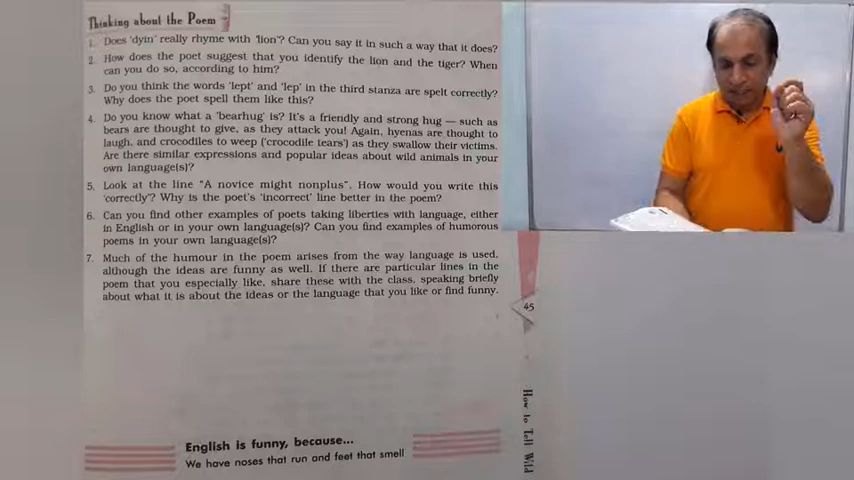 Thinking about the Poem
1. Does 'dyin' really rhyme with 'lion'? Can you say it in such a way that it does?
2. How does the poet suggest that you identify the lion and the tiger? When
can you do so, according to him?
3. Do you think the words 'lept' and 'lep' in the third stanza are spelt correctly?
Why does the poet spell them like this?
4. Do you know what a 'bearhug' is? It's a friendly and strong hug — such as
bears are thought to give, as they attack you! Again, hyenas are thought to
laugh, and crocodiles to weep ('crocodile tears') as they swallow their victims.
Are there similar expressions and popular ideas about wild animals in your
own language(s)?
5. Look at the line "A novice might nonplus". How would you write this
'correctly'? Why is the poet's 'incorrect' line better in the poem?
6. Can you find other examples of poets taking liberties with language, either
in English or in your own language(s)? Can you find examples of humorous
poems in your own language(s)?
7. Much of the humour in the poem arises from the way language is used,
although the ideas are funny as well. If there are particular lines in the
poem that you especially like, share these with the class, speaking briefly
about what it is about the ideas or the language that you like or find funny.
45
How to Tell Wild
English is funny, because...
We have noses that run and feet that smell